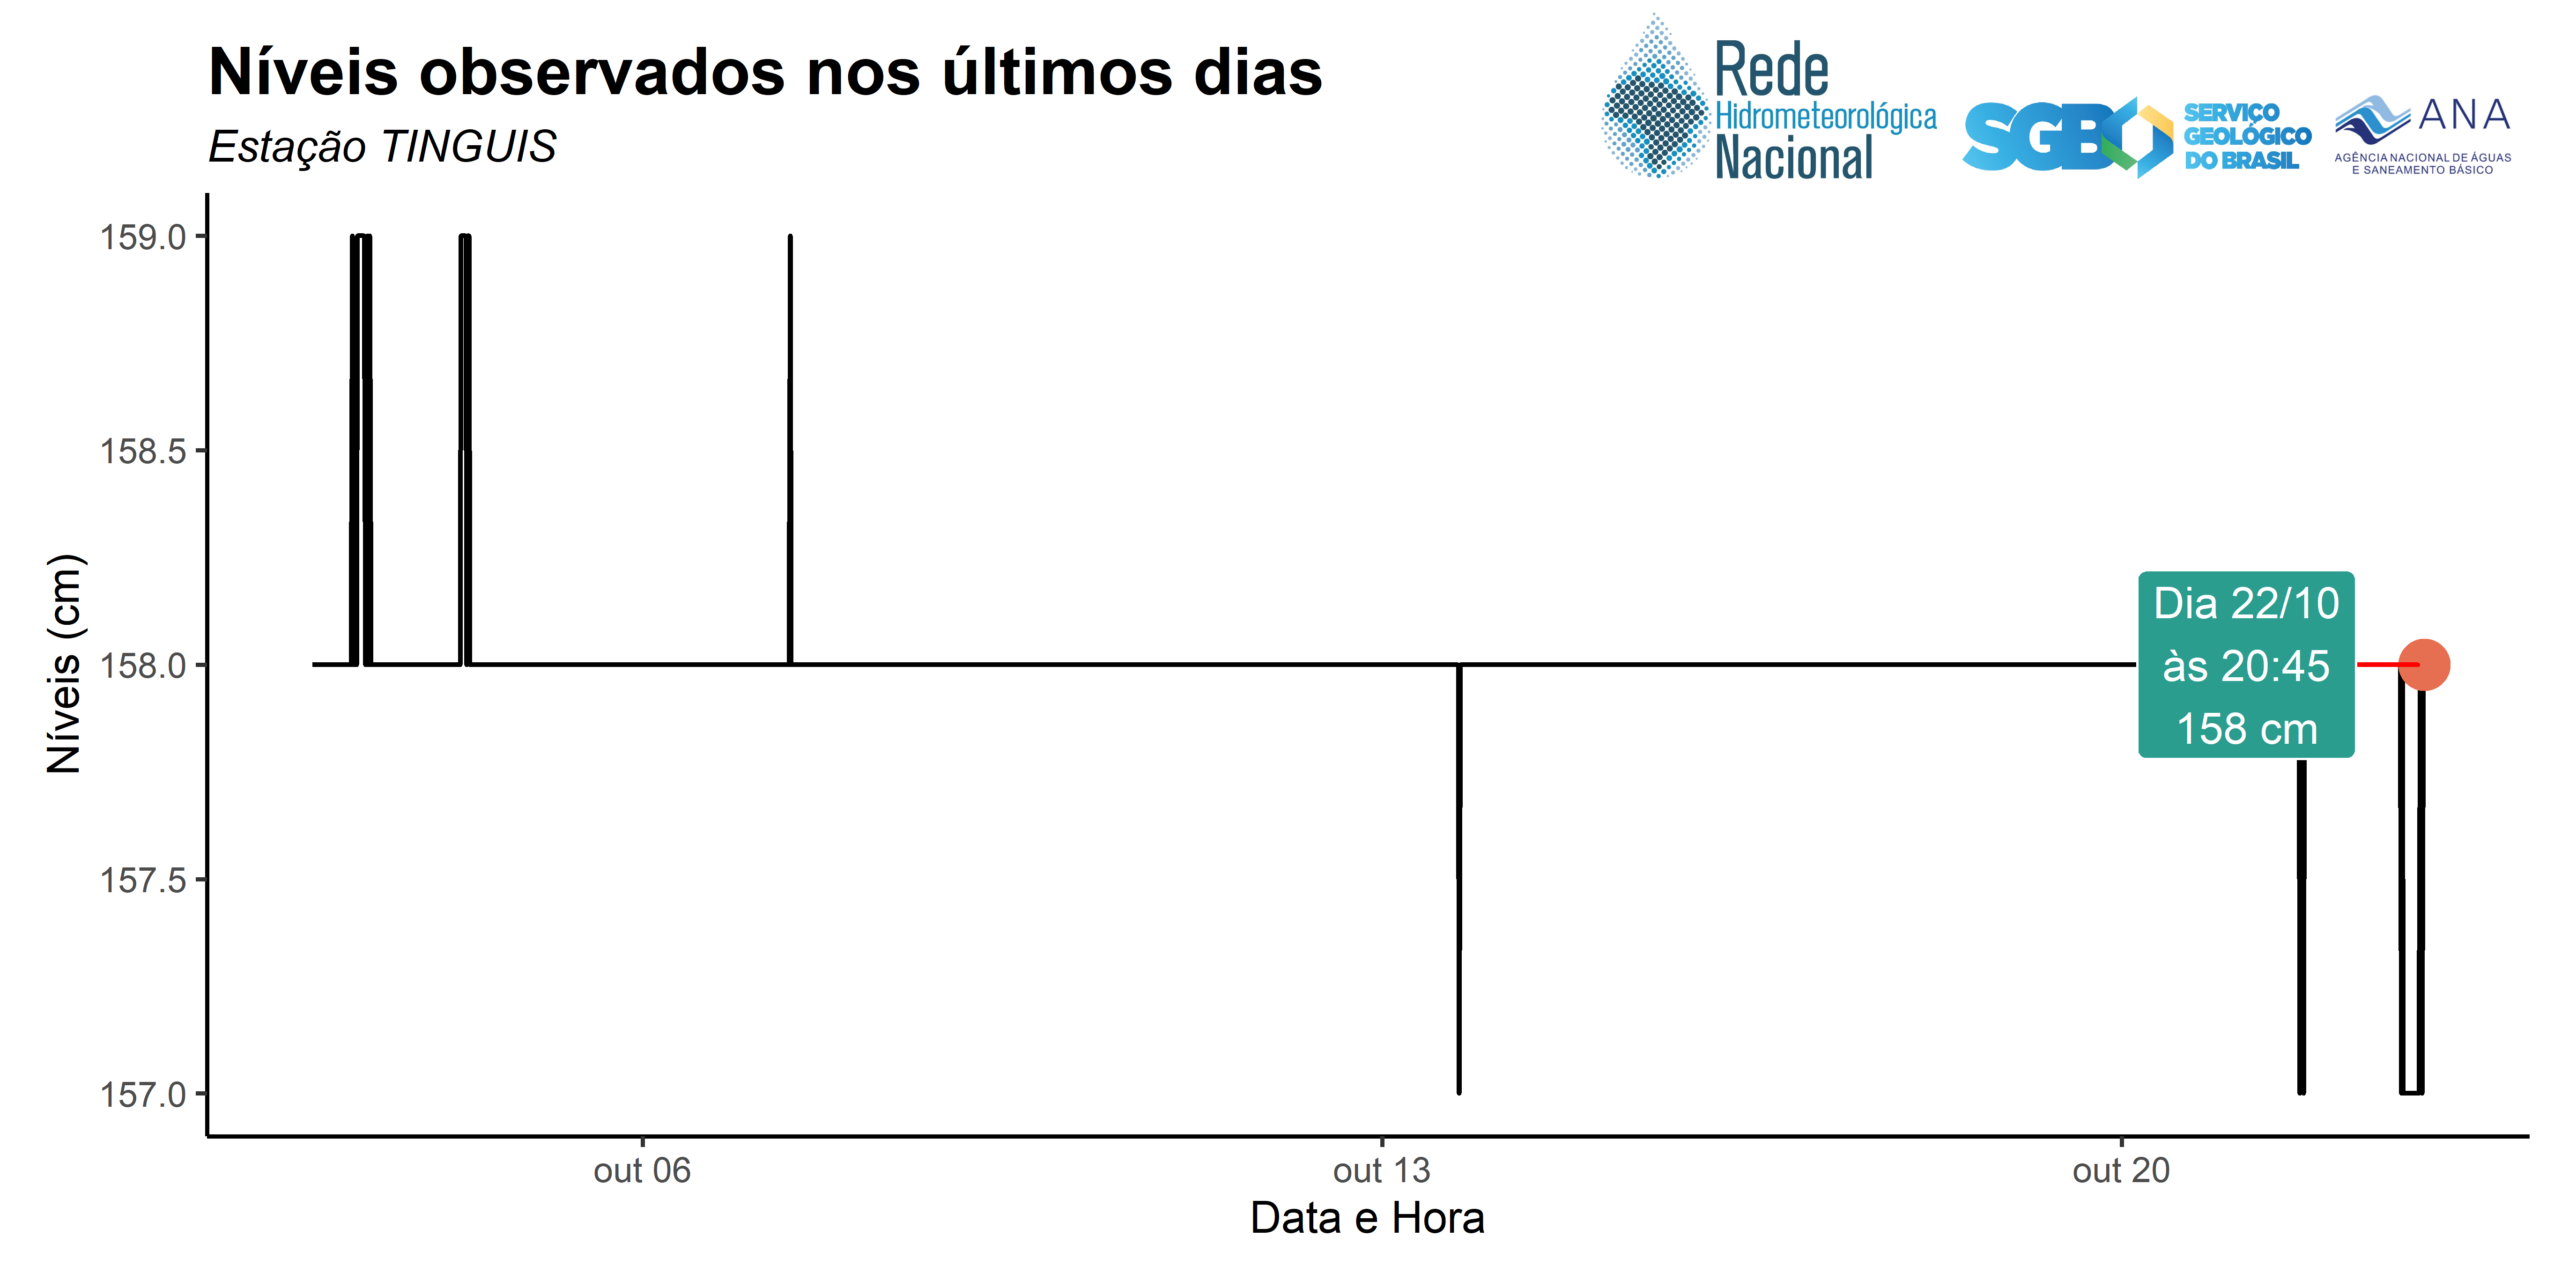 Níveis observados nos últimos dias
Estação TINGUIS
Rede
Hidrometeorológica
Nacional
SGB
SERVIÇO
GEOLÓGICO
DO BRASIL
ANA
AGÊNCIA NACIONAL DE ÁGUAS
E SANEAMENTO BÁSICO
Níveis (cm)
159.0
158.5
158.0
157.5
157.0
Dia 22/10
às 20:45
158 cm
out 06
out 13
out 20
Data e Hora